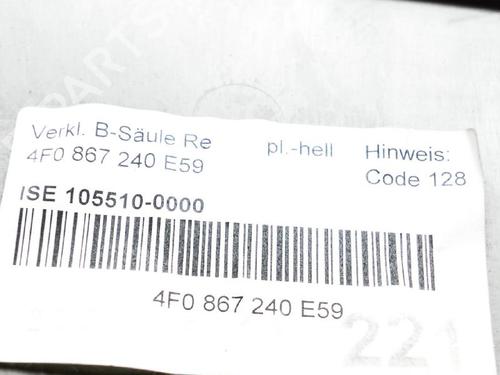 Verkl. B-Säule Re pl.-hell Hinweis:
4F0 867 240 E59 Code 128
ISE 105510-0000
4F0 867 240 E59
221